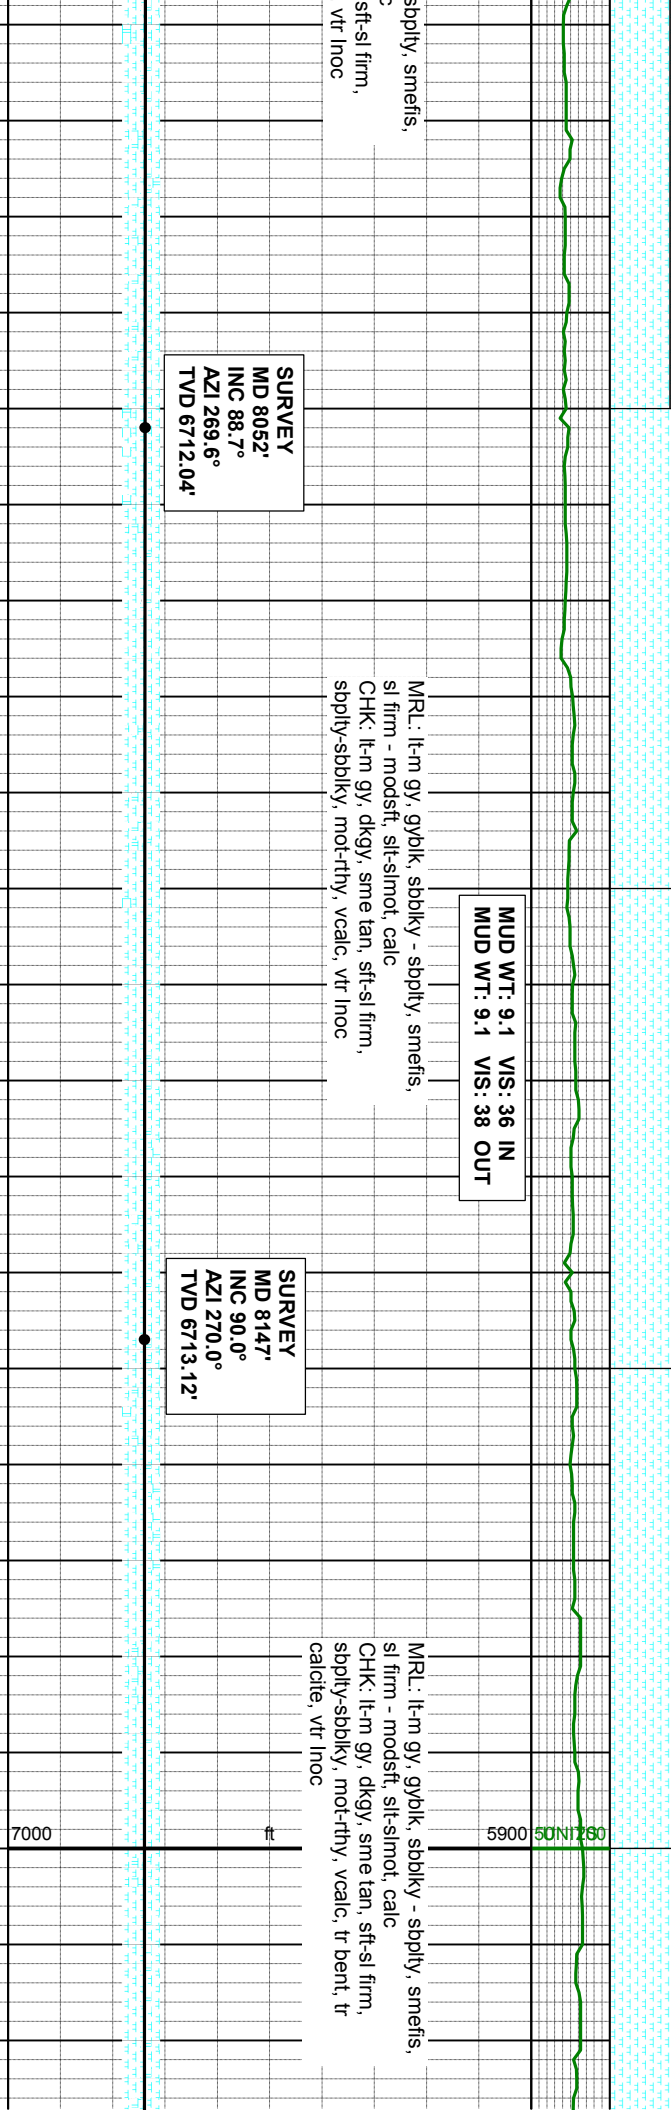 sbplty, smefis,
sft-sl firm,
vtr Inoc
SURVEY
MD 8052'
INC 88.7°
AZI 269.6°
TVD 6712.04'
MRL: lt-m gy, gyblk, sbblky - sbplty, smefis,
sl firm - modsft, slt-slmot, calc
CHK: lt-m gy, dkgy, sme tan, sft-sl firm,
sbplty-sbblky, mot-rthy, vcalc, vtr Inoc
MUD WT: 9.1 VIS: 36 IN
MUD WT: 9.1 VIS: 38 OUT
SURVEY
MD 8147'
INC 90.0°
AZI 270.0°
TVD 6713.12'
MRL: lt-m gy, gyblk, sbblky - sbplty, smefis,
sl firm - modsft, slt-slmot, calc
CHK: lt-m gy, dkgy, sme tan, sft-sl firm,
sbplty-sbblky, mot-rthy, vcalc, tr bent, tr
calcite, vtr Inoc
7000 ft 5900